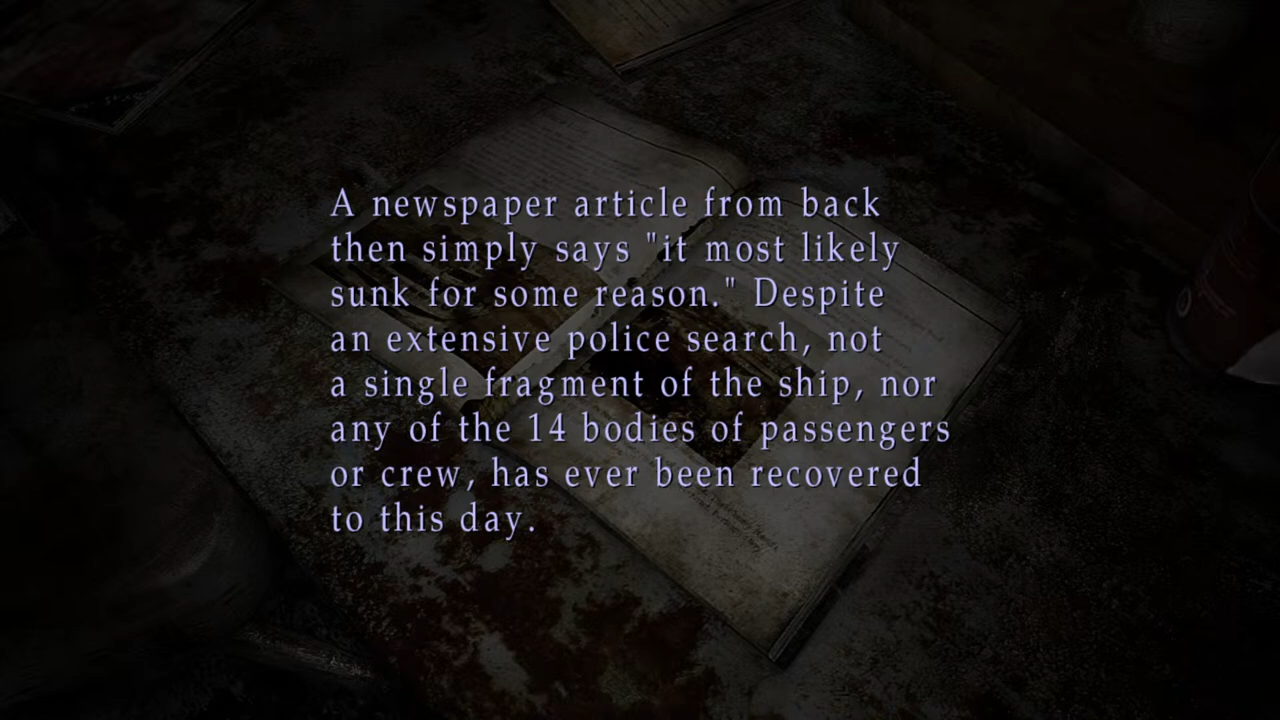 A newspaper article from back
then simply says "it most likely
sunk for some reason." Despite
an extensive police search, not
a single fragment of the ship, nor
any of the 14 bodies of passengers
or crew, has ever been recovered
to this day.